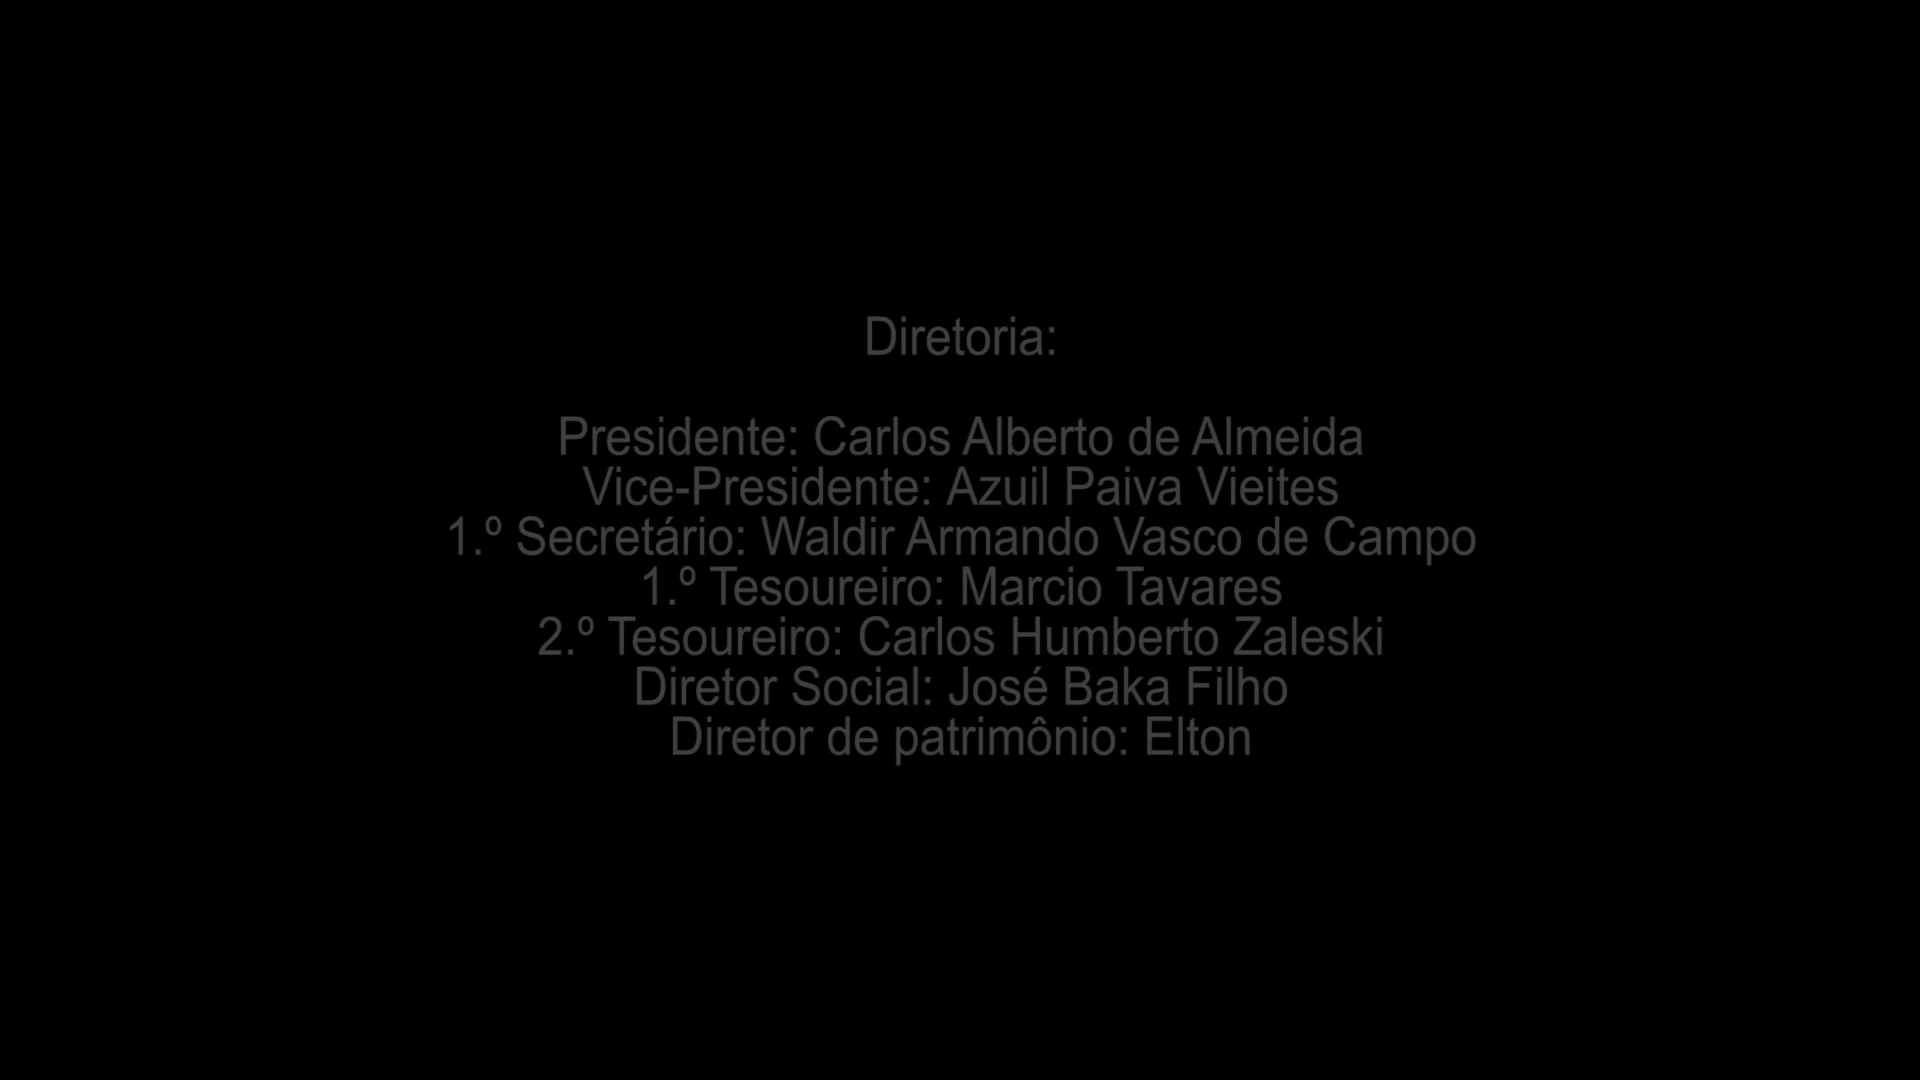 Diretoria:
Presidente: Carlos Alberto de Almeida
Vice-Presidente: Azuil Paiva Vieites
1.º Secretário: Waldir Armando Vasco de Campo
1.º Tesoureiro: Marcio Tavares
2.º Tesoureiro: Carlos Humberto Zaleski
Diretor Social: José Baka Filho
Diretor de patrimônio: Elton